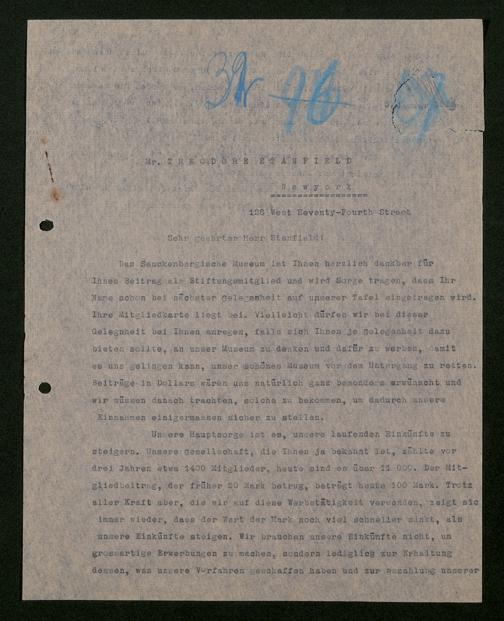 Mr. THEODORE STANFIELD
Newyork
126 West Seventy-Fourth Street
Sehr geehrter Herr Stanfield!
Das Senckenbergische Museum ist Ihnen herzlich dankbar für
Ihnen Beitrag als Stiftungsmitglied und wird Sorge tragen, dass Ihr
Name schon bei nächster Gelegenheit auf unserer Tafel eingetragen wird.
Ihre Mitgliedkarte liegt bei. Vielleicht dürfen wir bei dieser
Gelegnheit bei Ihnen anregen, falls sich Ihnen je Gelegenheit dazu
bieten sollte, an unser Museum zu denken und dafür zu werben, damit
es uns gelingen kann, unser schönes Museum vor dem Untergang zu retten.
Beiträge in Dollars wären uns natürlich ganz besonders erwünscht und
wir müssen danach trachten, solche zu bekommen, um dadurch unsere
Einnahmen einigermassen sicher zu stellen.
Unsere Hauptsorge ist es, unsere laufenden Einkünfte zu
steigern. Unsere Gesellschaft, die Ihnen ja bekannt ist, zählte vor
drei Jahren etwa 1400 Mitglieder, heute sind es über 11 000. Der Mit-
gliedbeitrag, der früher 20 Mark betrug, beträgt heute 100 Mark. Trotz
aller Kraft aber, die wir auf diese Werbetätigkeit verwenden, zeigt sic
immer wieder, dass der Wert der Mark noch viel schneller sinkt, als
unsere Einkünfte steigen. Wir brauchen unsere Einkünfte nicht, um
grossartige Erwerbungen zu machen, sondern lediglich zur Erhaltung
dessen, was unsere Vorfahren geschaffen haben und zur Bezahlung unserer